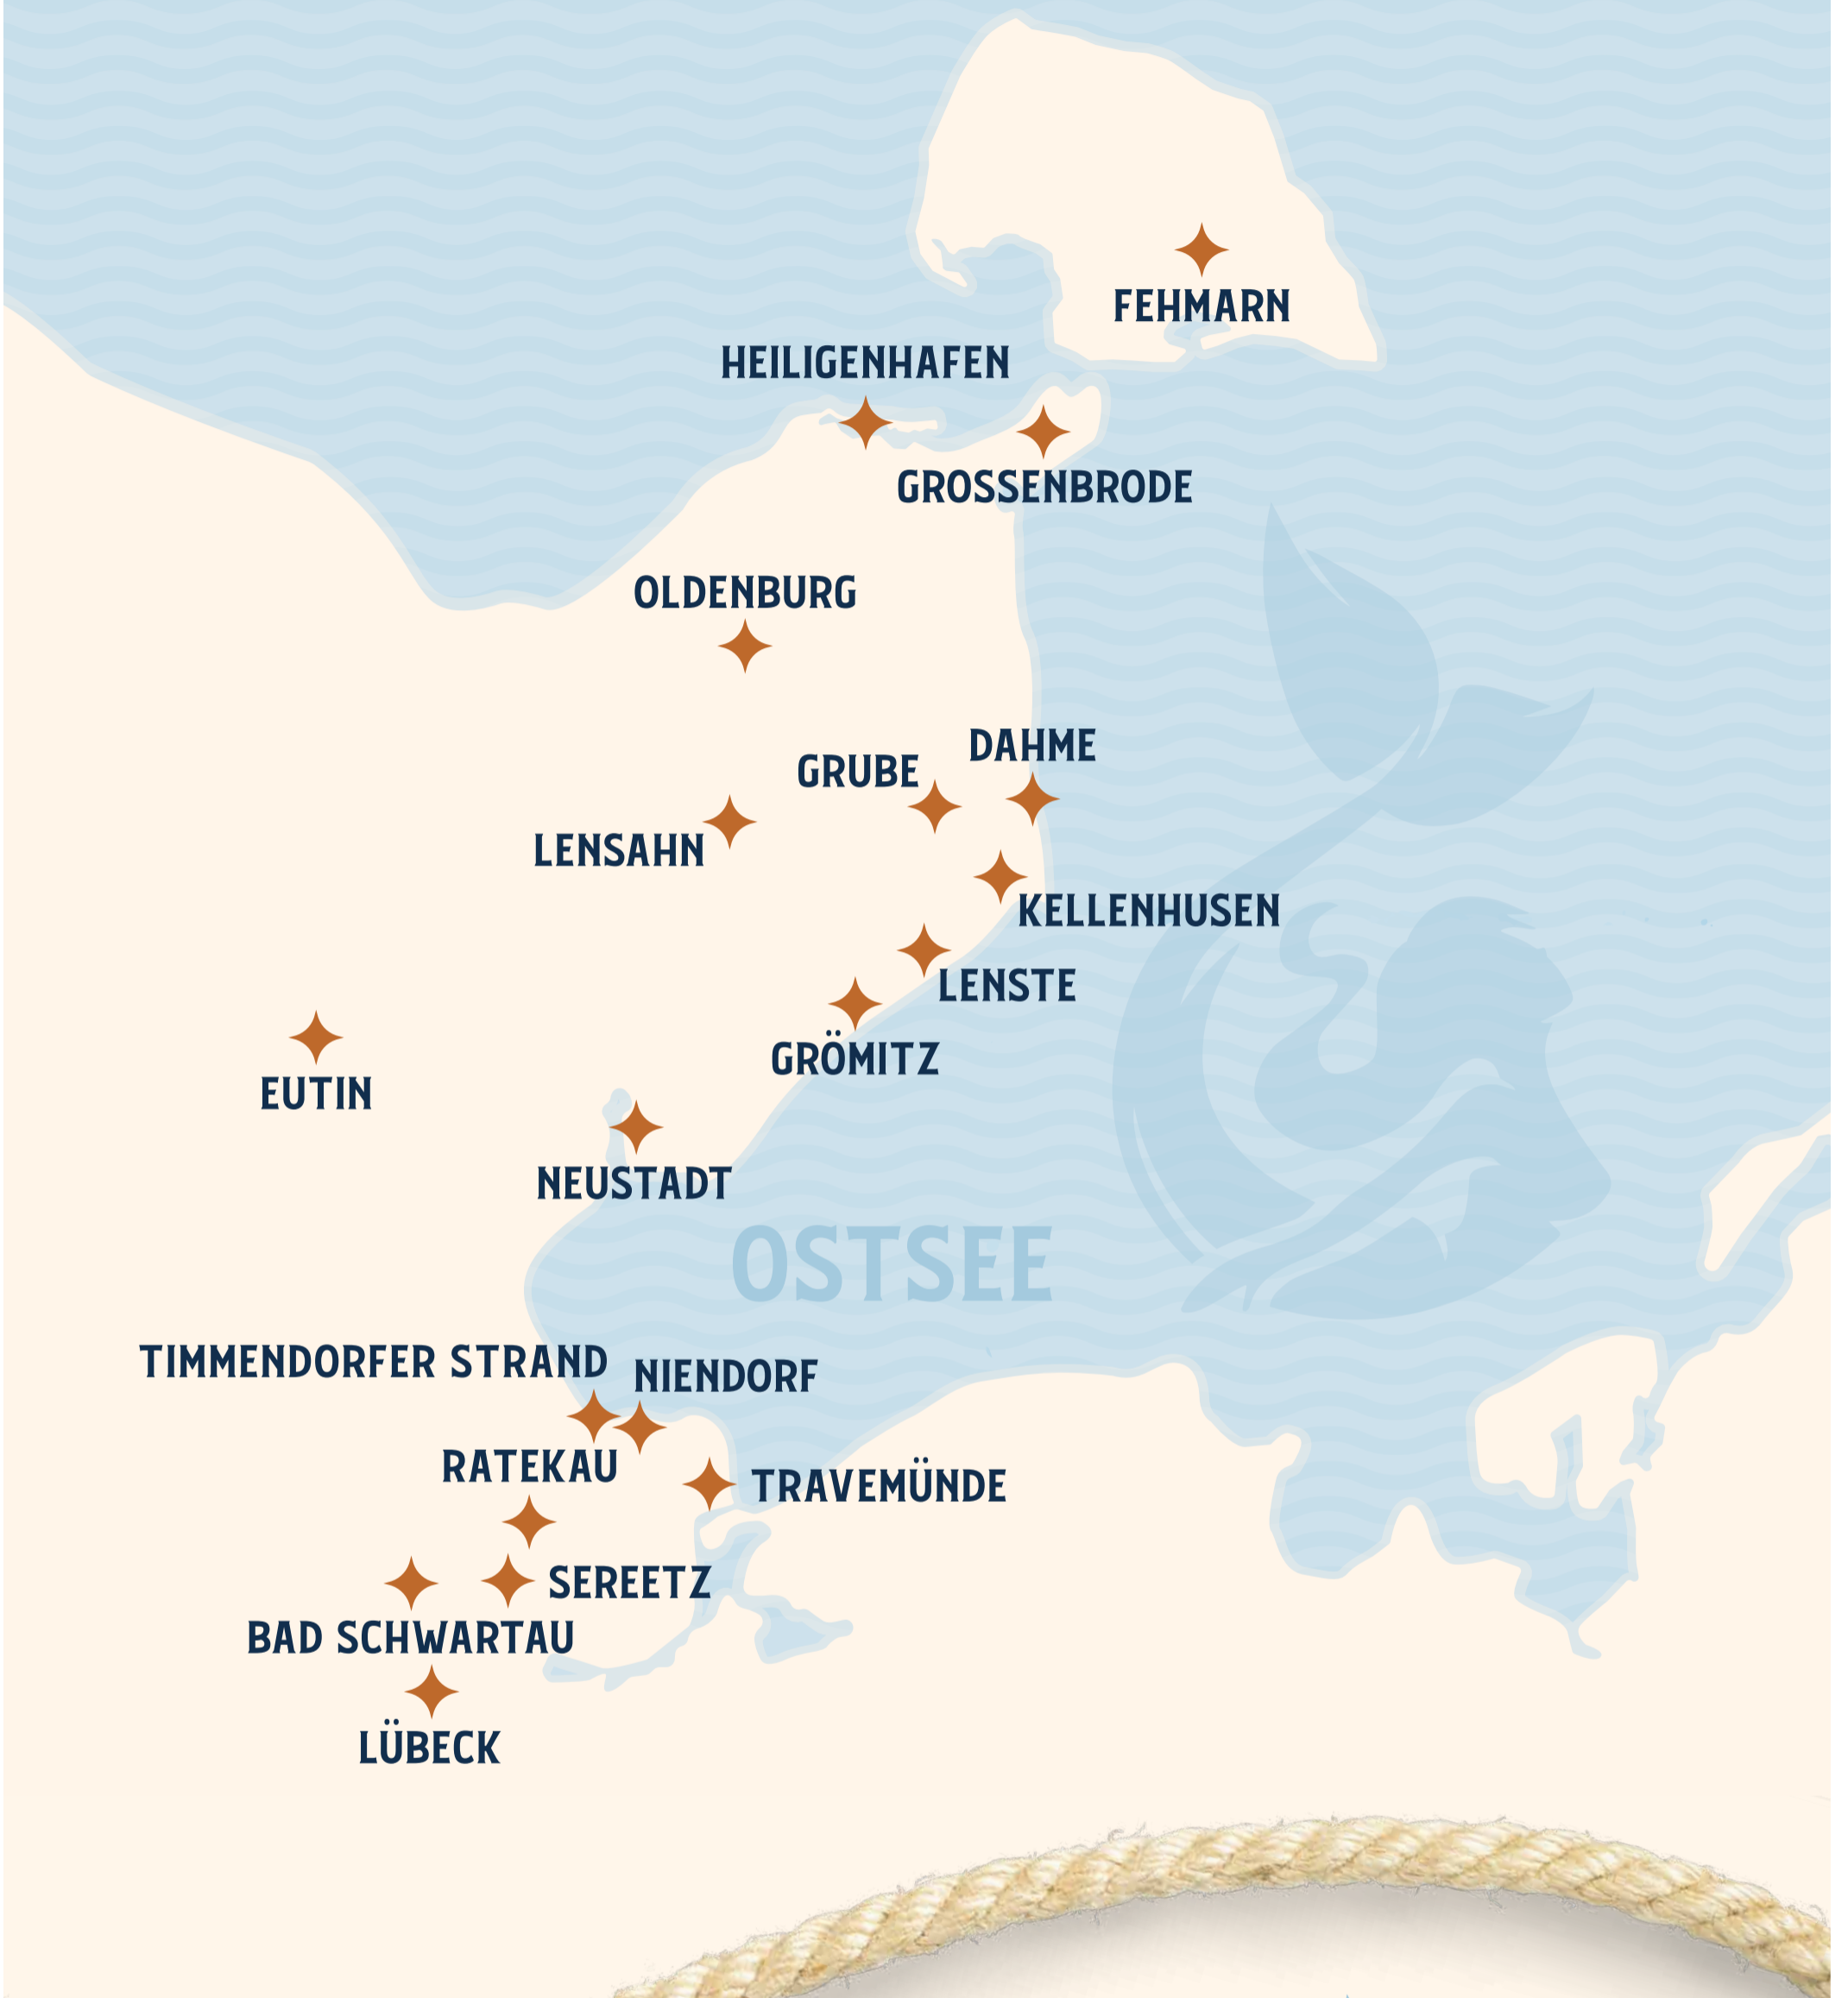 FEHMARN
HEILIGENHAFEN
GROSSENBRODE
OLDENBURG
DAHME
GRUBE
LENSAHN
KELLENHUSEN
LENSTE
GRÖMITZ
EUTIN
NEUSTADT
OSTSEE
TIMMENDORFER STRAND
NIENDORF
RATEKAU
TRAVEMÜNDE
SEREETZ
BAD SCHWARTAU
LÜBECK